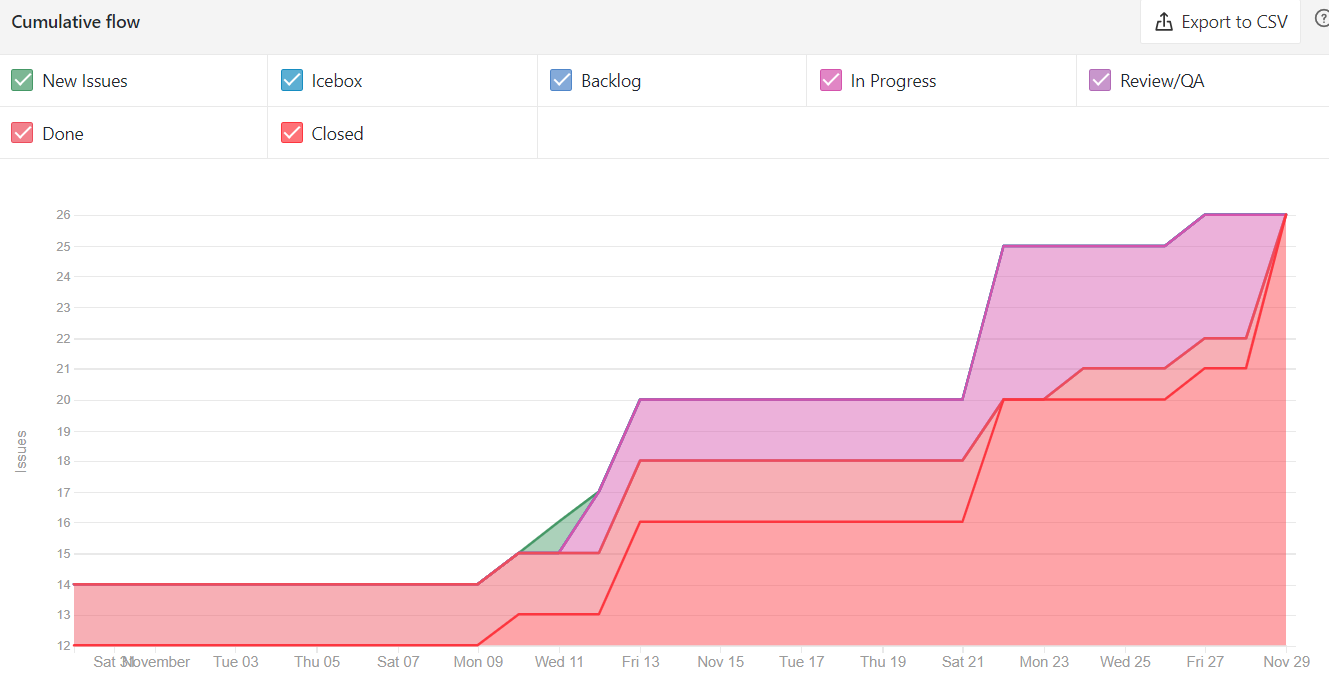 Cumulative flow
Export to CSV
?
New Issues
Icebox
Backlog
In Progress
Review/QA
Done
Closed
Issues
26
25
24
23
22
21
20
19
18
17
16
15
14
13
12
Sat 31
November
Tue 03
Thu 05
Sat 07
Mon 09
Wed 11
Fri 13
Nov 15
Tue 17
Thu 19
Sat 21
Mon 23
Wed 25
Fri 27
Nov 29